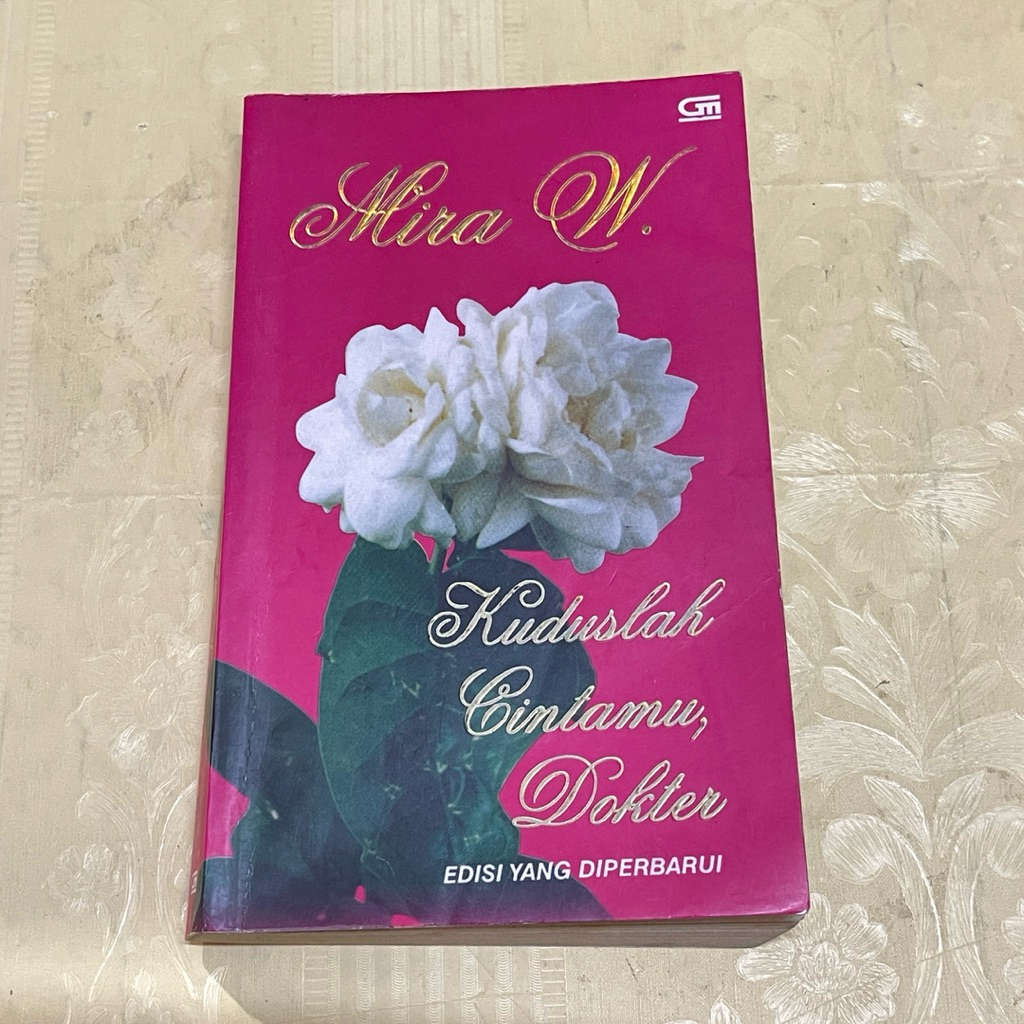 GM
Mira W.
Kuduslah
Cintamu,
Dokter
EDISI YANG DIPERBARUI